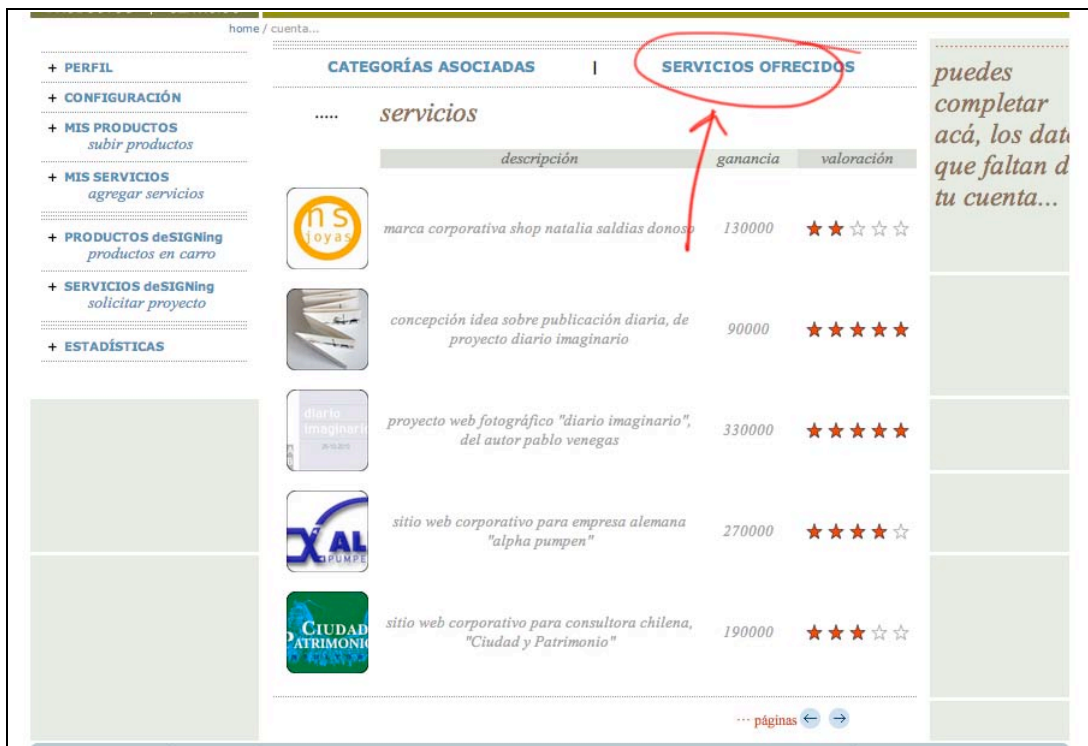 home / cuenta...
+ PERFIL
+ CONFIGURACIÓN
+ MIS PRODUCTOS
subir productos
+ MIS SERVICIOS
agregar servicios
+ PRODUCTOS deSIGNing
productos en carro
+ SERVICIOS deSIGNing
solicitar proyecto
+ ESTADÍSTICAS
CATEGORÍAS ASOCIADAS | SERVICIOS OFRECIDOS
..... servicios
descripción ganancia valoración
ns
joyas
marca corporativa shop natalia saldias donoso 130000
concepción idea sobre publicación diaria, de
proyecto diario imaginario
90000
diario
imaginario
proyecto web fotográfico "diario imaginario",
del autor pablo venegas
330000
AL
PUMPE
sitio web corporativo para empresa alemana
"alpha pumpen"
270000
CIUDAD
PATRIMONIO
sitio web corporativo para consultora chilena,
"Ciudad y Patrimonio"
190000
... páginas ← →
puedes
completar
acá, los dat
que faltan d
tu cuenta...